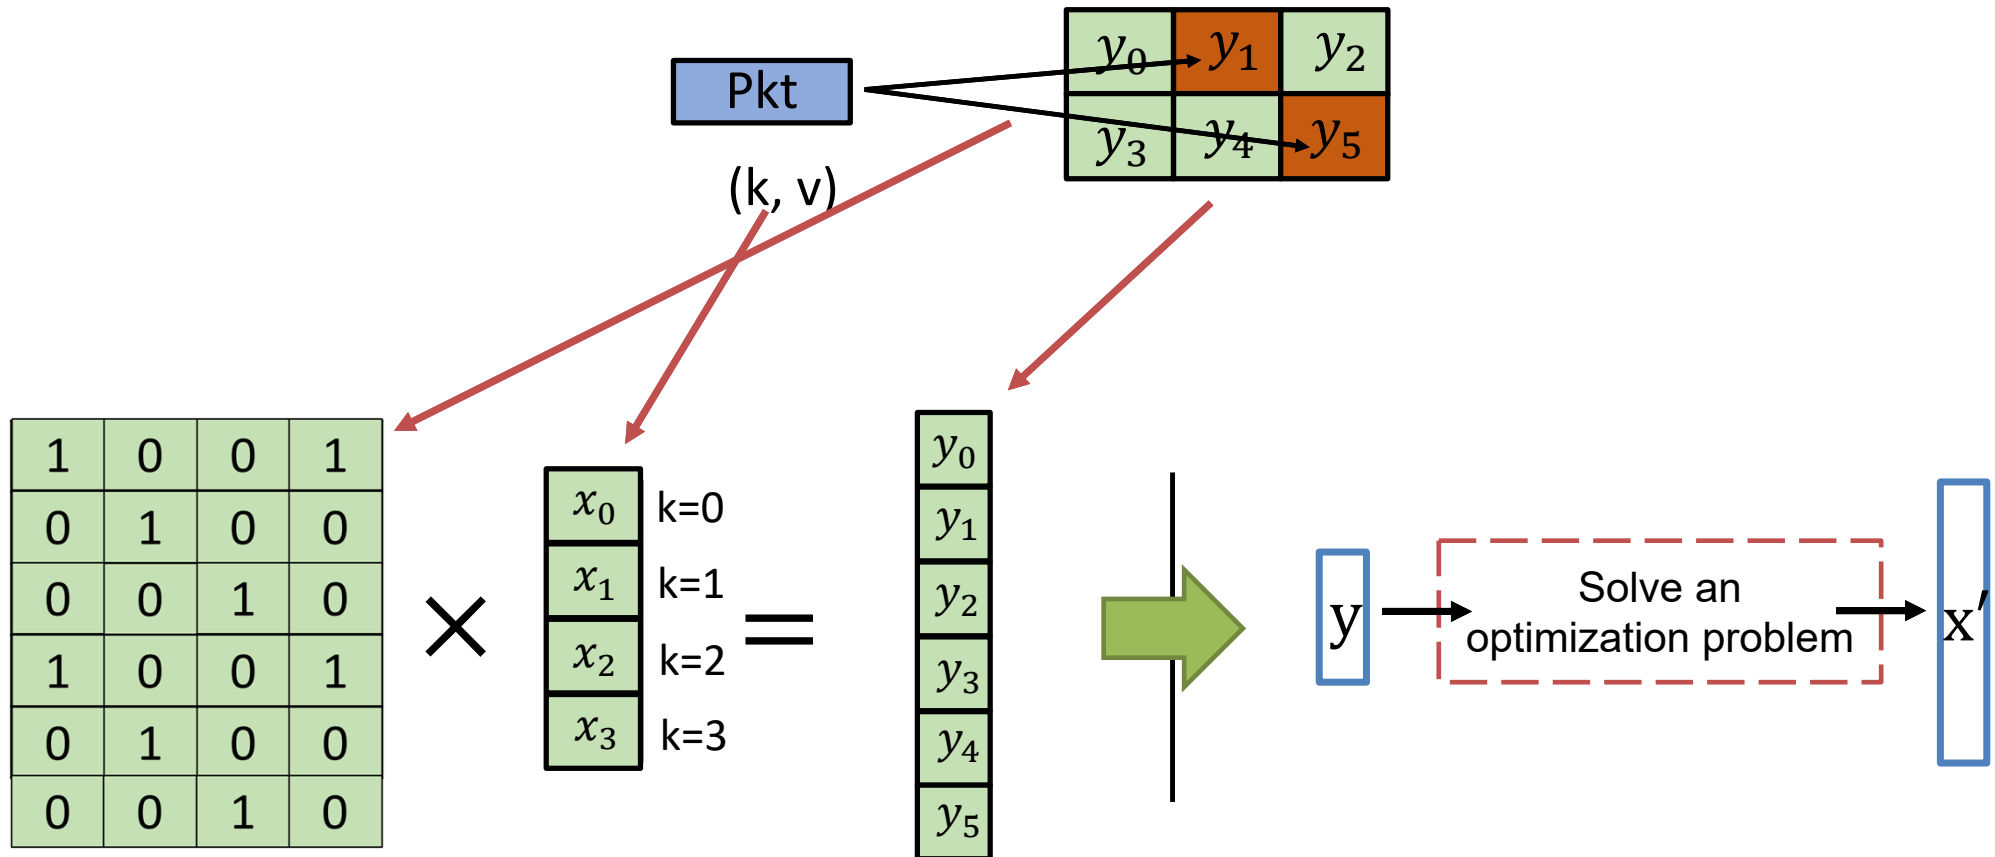 Pkt
(k, v)
y0 y1 y2
y3 y4 y5
1 0 0 1
0 1 0 0
0 0 1 0
1 0 0 1
0 1 0 0
0 0 1 0
×
x0 k=0
x1 k=1
x2 k=2
x3 k=3
=
y0
y1
y2
y3
y4
y5
y
Solve an
optimization problem
x′